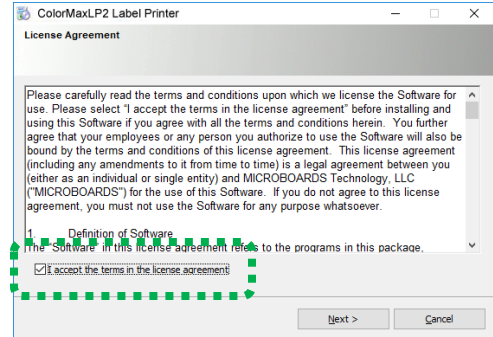 ColorMaxLP2 Label Printer
License Agreement
Please carefully read the terms and conditions upon which we license the Software for
use. Please select "I accept the terms in the license agreement" before installing and
using this Software if you agree with all the terms and conditions herein. You further
agree that your employees or any person you authorize to use the Software will also be
bound by the terms and conditions of this license agreement. This license agreement
(including any amendments to it from time to time) is a legal agreement between you
(either as an individual or single entity) and MICROBOARDS Technology, LLC
("MICROBOARDS") for the use of this Software. If you do not agree to this license
agreement, you must not use the Software for any purpose whatsoever.
1. Definition of Software
The "Software" in this license agreement refers to the programs in this package,
I accept the terms in the license agreement
Next >
Cancel